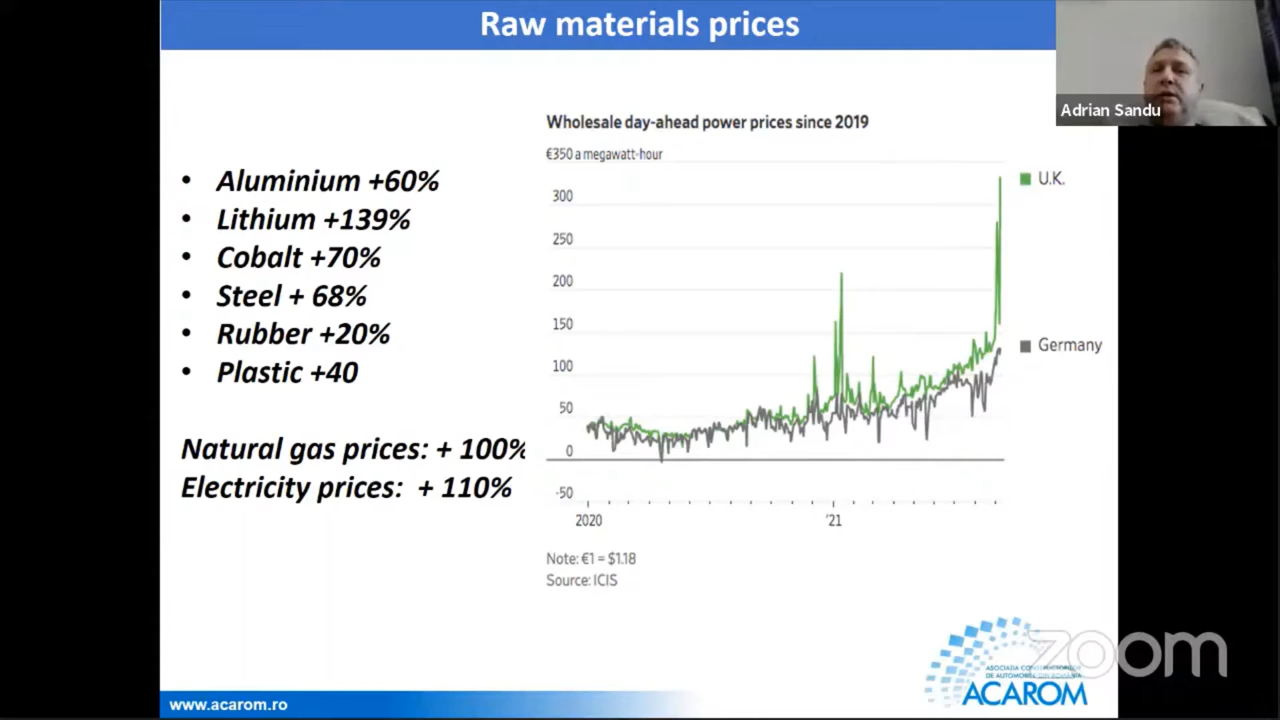 Raw materials prices
Adrian Sandu
• Aluminium +60%
• Lithium +139%
• Cobalt +70%
• Steel + 68%
• Rubber +20%
• Plastic +40
Natural gas prices: + 100%
Electricity prices: + 110%
Wholesale day-ahead power prices since 2019
€350 a megawatt-hour
300
250
200
150
100
50
0
-50
2020
'21
U.K.
Germany
Note: €1 = $1.18
Source: ICIS
zoom
ASOCIAȚIA CONSTRUCTORILOR
DE AUTOMOBILE DIN ROMÂNIA
ACAROM
www.acarom.ro